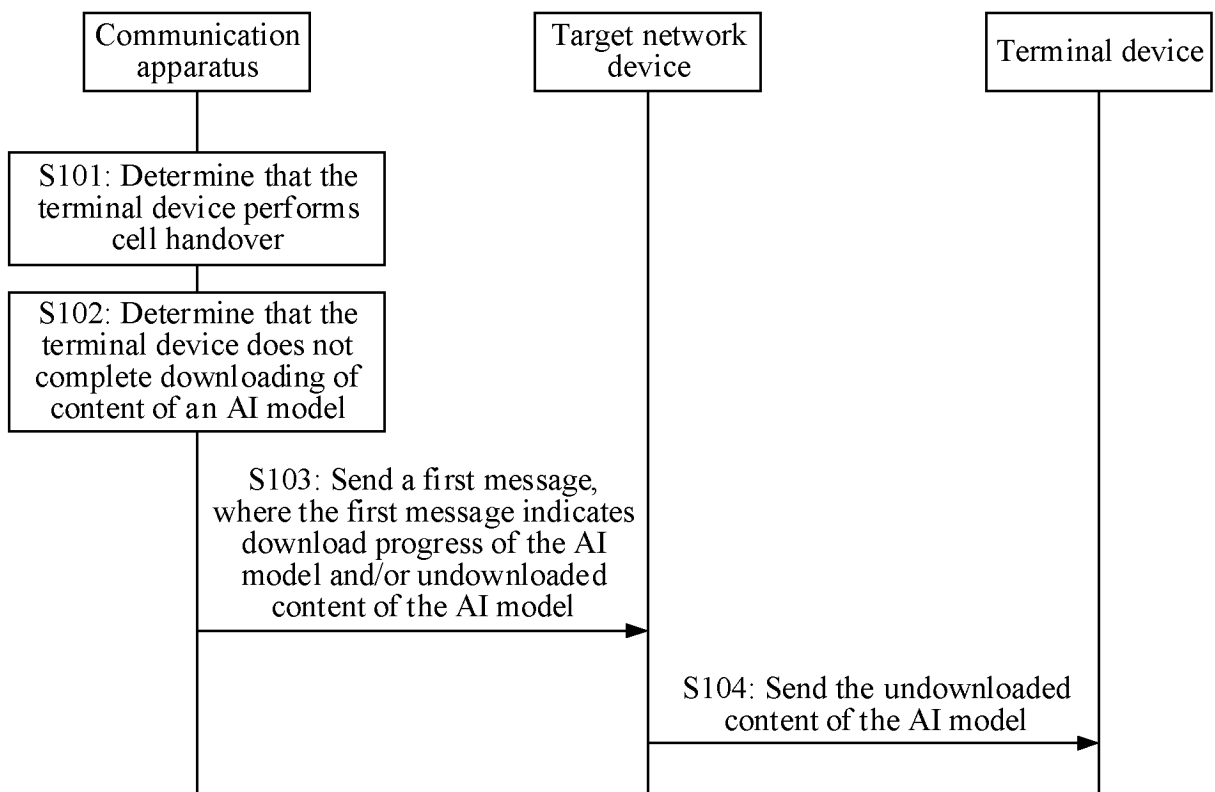 Communication
apparatus
Target network
device
Terminal device
S101: Determine that the
terminal device performs
cell handover
S102: Determine that the
terminal device does not
complete downloading of
content of an AI model
S103: Send a first message,
where the first message indicates
download progress of the AI
model and/or undownloaded
content of the AI model
S104: Send the undownloaded
content of the AI model